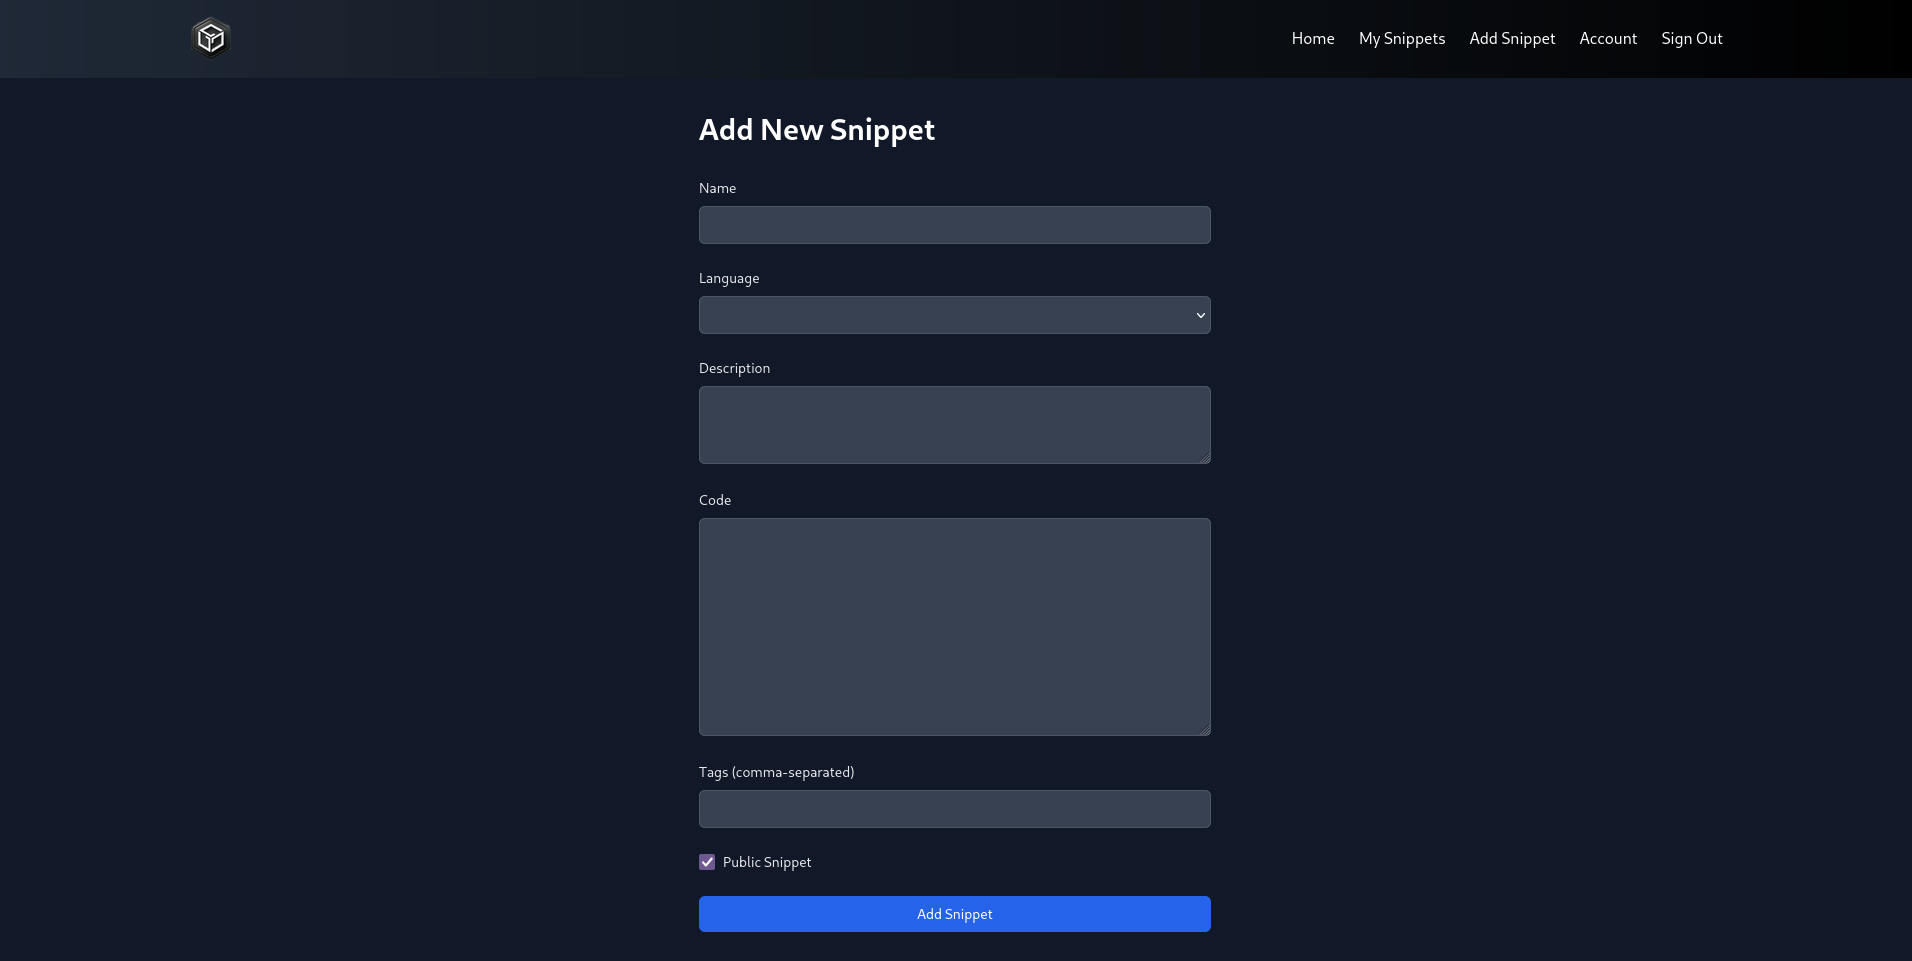 Home My Snippets Add Snippet Account Sign Out
Add New Snippet
Name
Language
Description
Code
Tags (comma-separated)
Public Snippet
Add Snippet